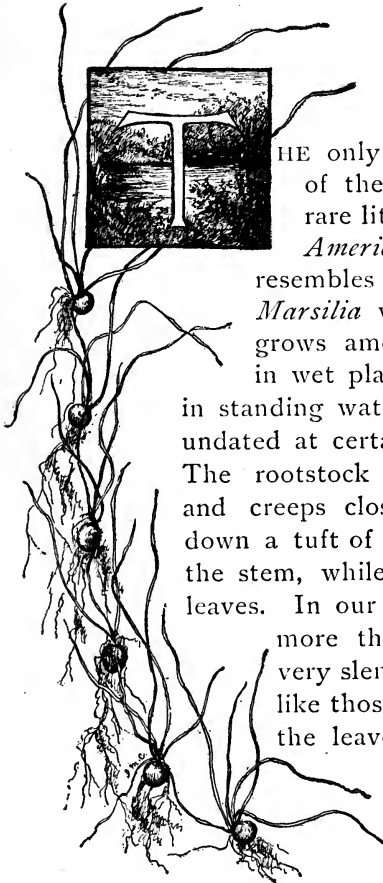 THE only
of the
rare lit
America
resembles
Marsilia
grows amo
in wet pla
in standing wat
undated at certa
The rootstock
and creeps clos
down a tuft of
the stem, while
leaves. In our
more th
very slen
like thos
the leave